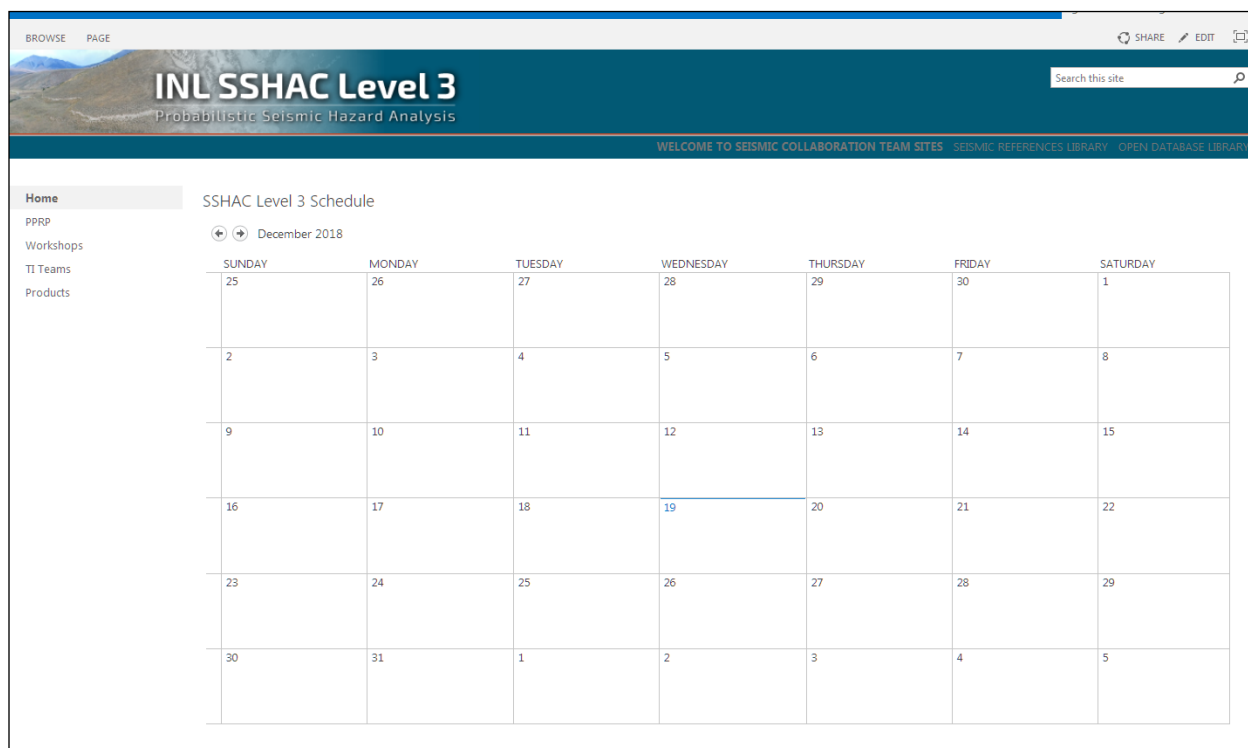 BROWSE PAGE SHARE EDIT
INL SSHAC Level 3
Probabilistic Seismic Hazard Analysis
Search this site
WELCOME TO SEISMIC COLLABORATION TEAM SITES SEISMIC REFERENCES LIBRARY OPEN DATABASE LIBRARY
Home
PPRP
Workshops
TI Teams
Products
SSHAC Level 3 Schedule
December 2018
SUNDAY MONDAY TUESDAY WEDNESDAY THURSDAY FRIDAY SATURDAY
25 26 27 28 29 30 1
2 3 4 5 6 7 8
9 10 11 12 13 14 15
16 17 18 19 20 21 22
23 24 25 26 27 28 29
30 31 1 2 3 4 5